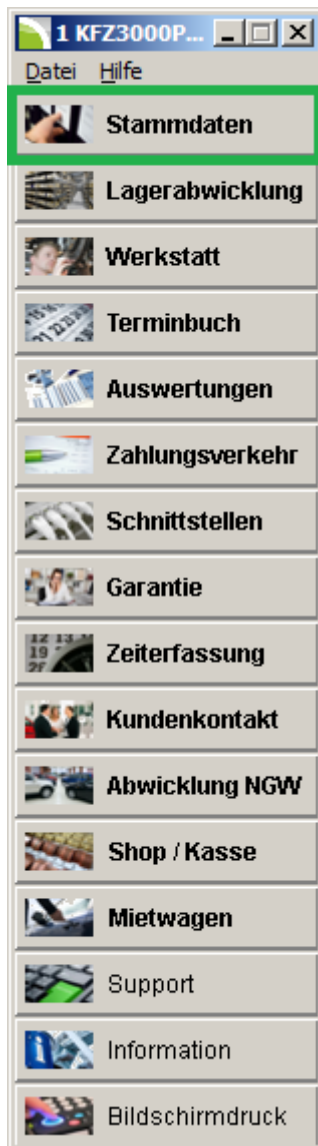 1 KFZ3000P...
Datei Hilfe
Stammdaten
Lagerabwicklung
Werkstatt
Terminbuch
Auswertungen
Zahlungsverkehr
Schnittstellen
Garantie
Zeiterfassung
Kundenkontakt
Abwicklung NGW
Shop / Kasse
Mietwagen
Support
Information
Bildschirmdruck